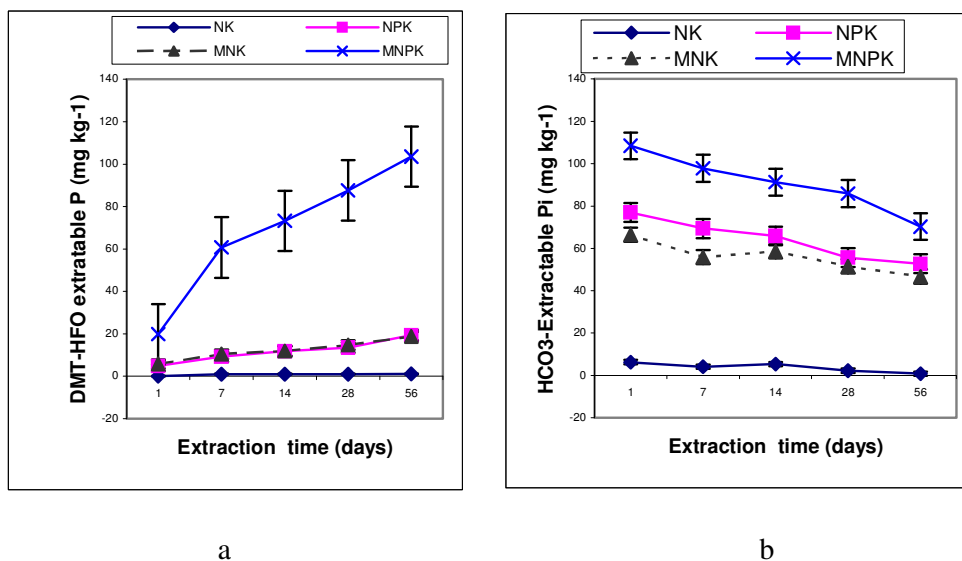 NK NPK
MNK MNPK
DMT-HFO extratable P (mg kg-1)
140
120
100
80
60
40
20
0
-20
1 7 14 28 56
Extraction time (days)
a
NK NPK
MNK MNPK
HCO3-Extractable Pi (mg kg-1)
140
120
100
80
60
40
20
0
-20
1 7 14 28 56
Extraction time (days)
b